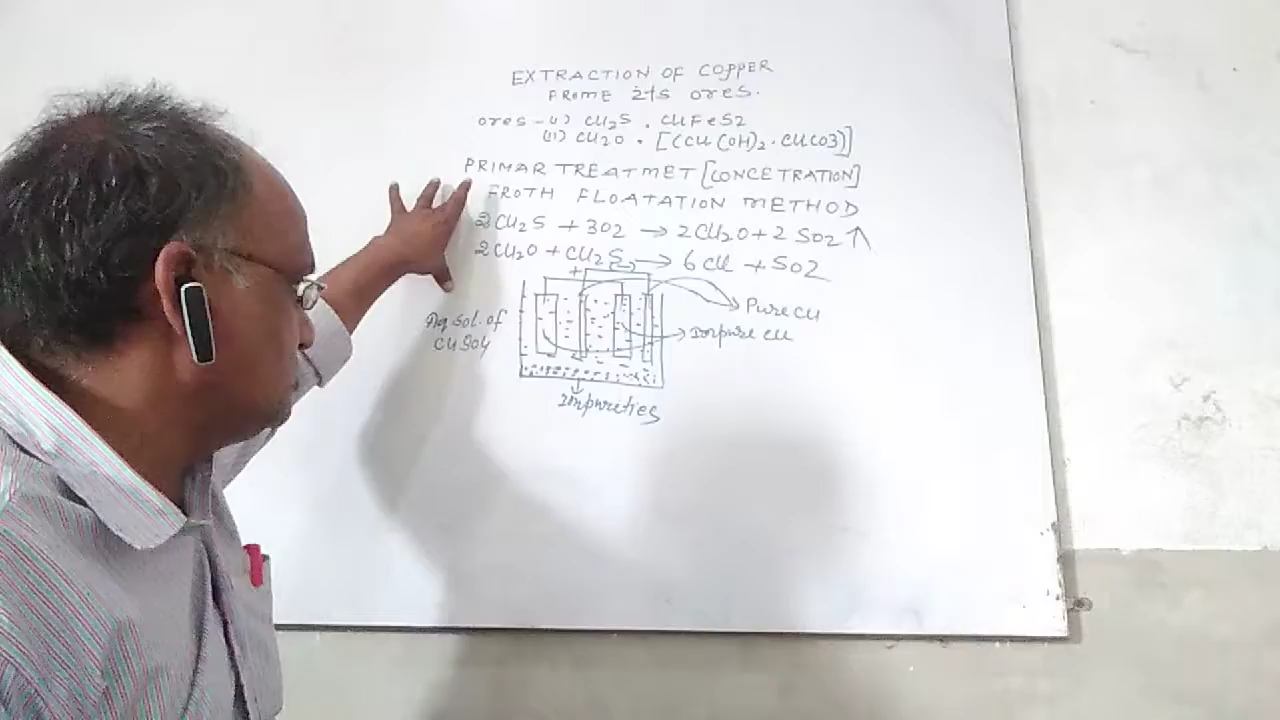 EXTRACTION OF COPPER
FROME its ores.
ores - (i) CU2S . CUFeS2
(ii) CU2O . [(CU(OH)2 . CUCO3)]
PRIMAR TREATMET [CONCETRATION]
FROTH FLOATATION METHOD
2CU2S + 3O2 → 2CU2O + 2SO2↑
2CU2O + CU2S → 6CU + SO2
+
Aq sol. of
CUSO4
Pure CU
Impure CU
Impureties